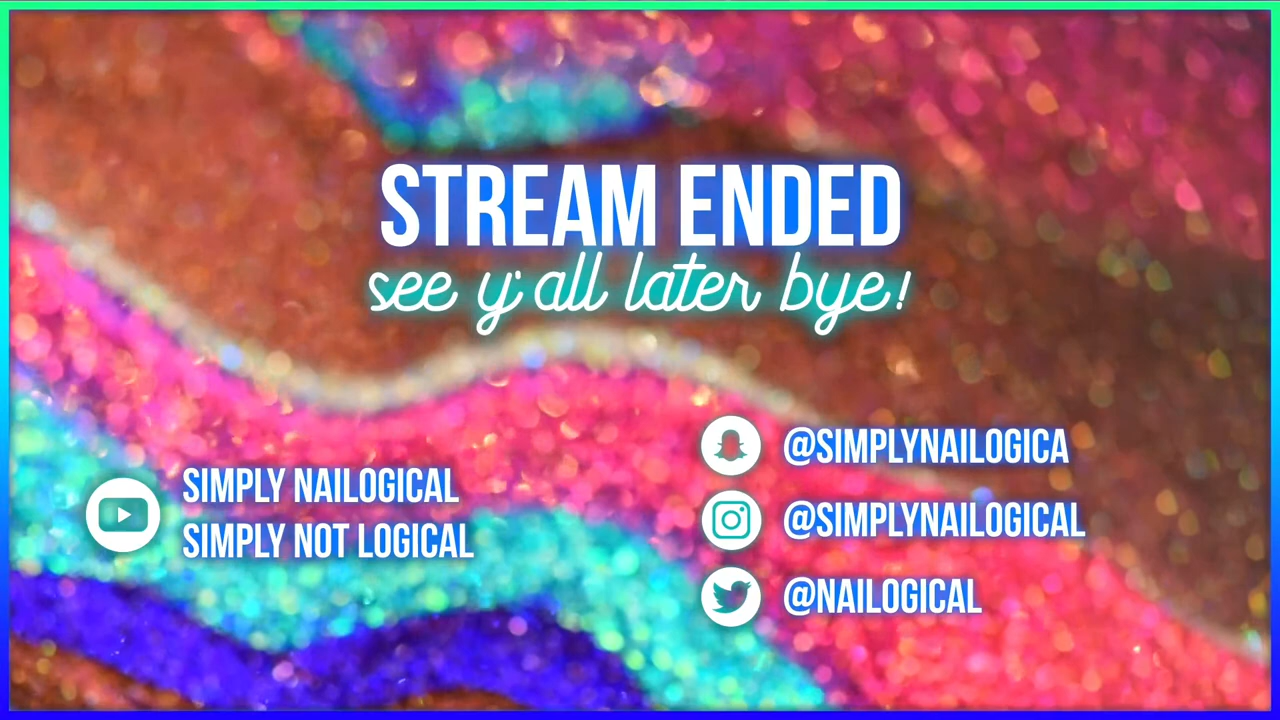 STREAM ENDED
see y'all later bye!
SIMPLY NAILOGICAL
SIMPLY NOT LOGICAL
@SIMPLYNAILOGICA
@SIMPLYNAILOGICAL
@NAILOGICAL